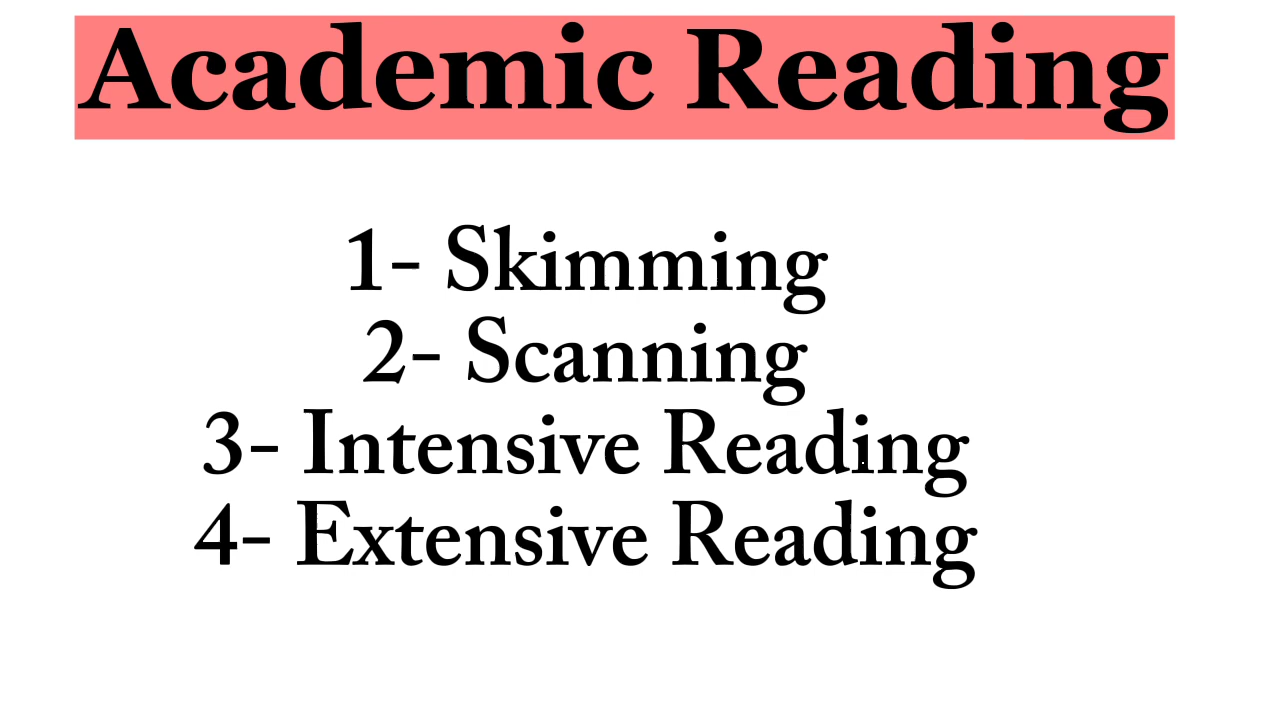 Academic Reading
1- Skimming
2- Scanning
3- Intensive Reading
4- Extensive Reading